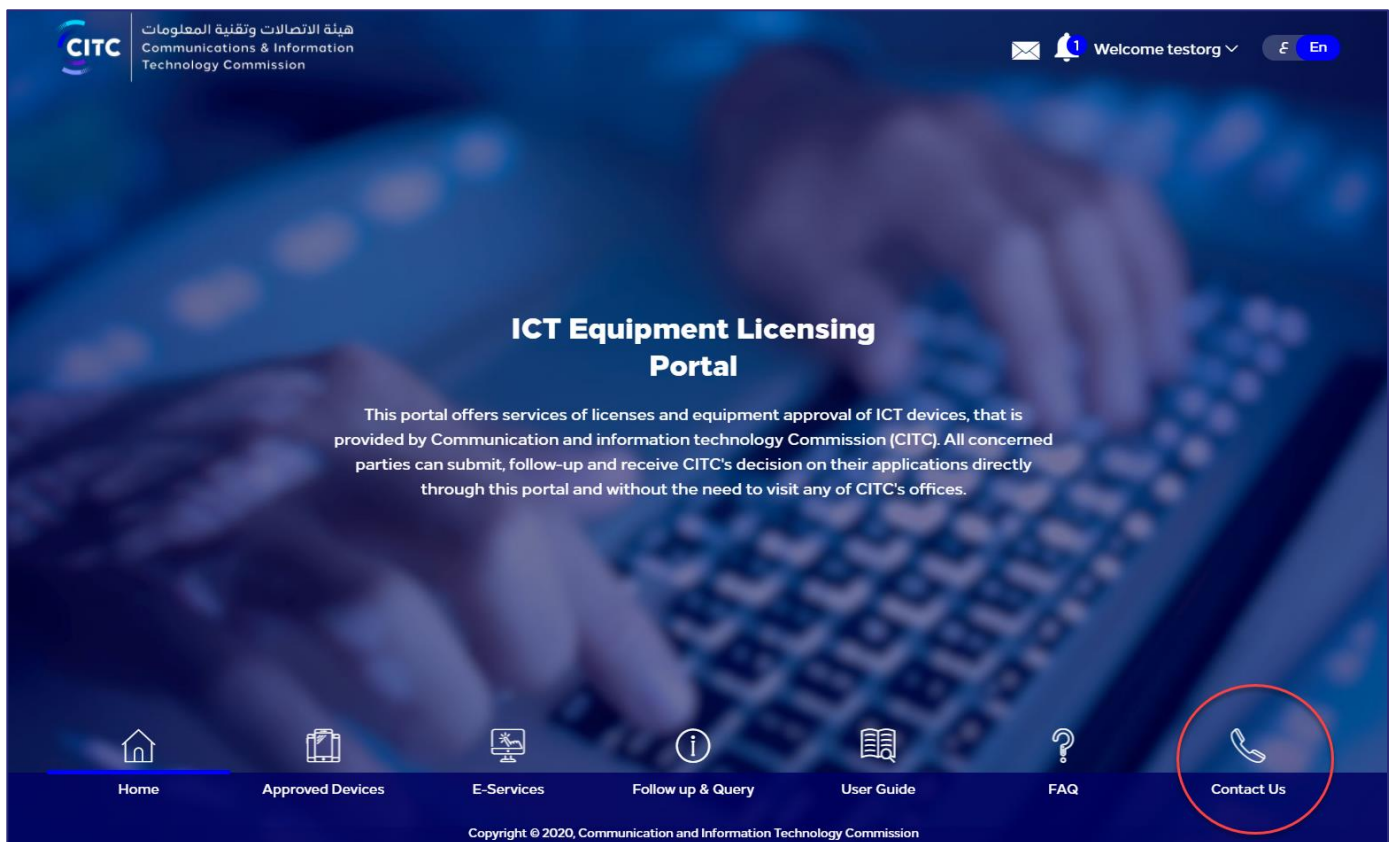 CITC
هيئة الاتصالات وتقنية المعلومات
Communications & Information
Technology Commission
1
Welcome testorg
ع
En
ICT Equipment Licensing
Portal
This portal offers services of licenses and equipment approval of ICT devices, that is
provided by Communication and information technology Commission (CITC). All concerned
parties can submit, follow-up and receive CITC's decision on their applications directly
through this portal and without the need to visit any of CITC's offices.
Home
Approved Devices
E-Services
Follow up & Query
User Guide
FAQ
Contact Us
Copyright © 2020, Communication and Information Technology Commission